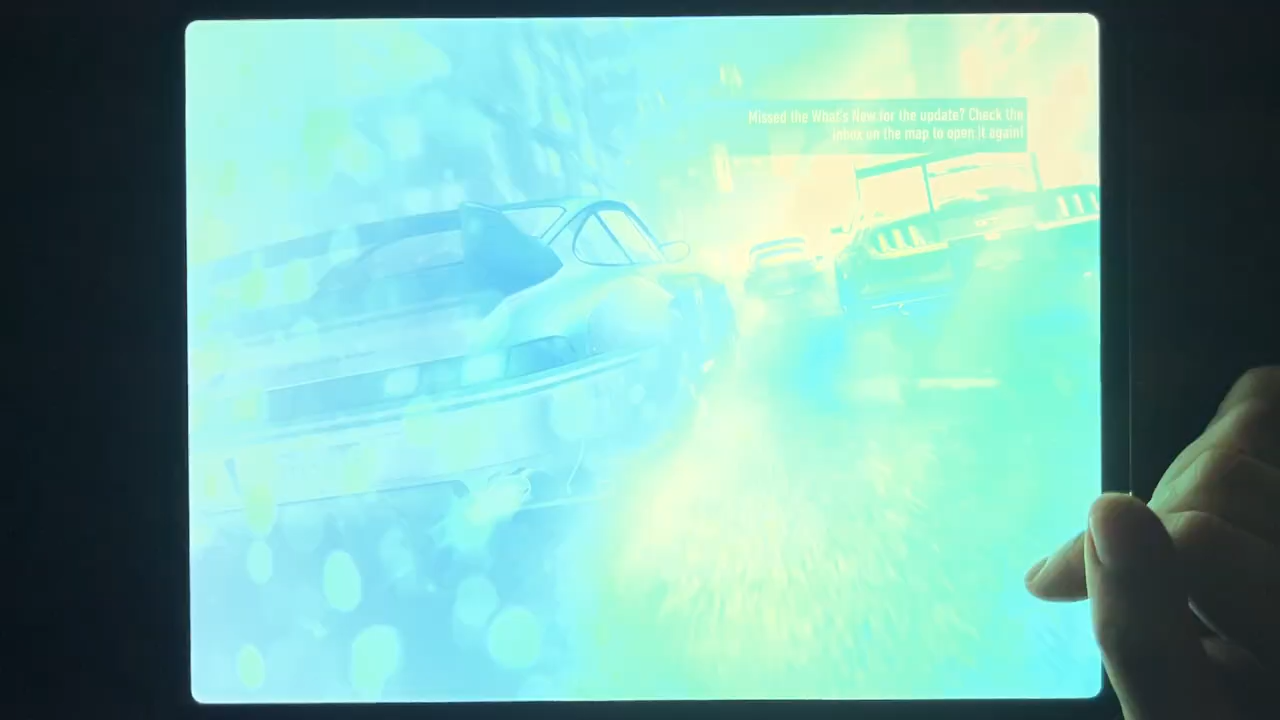 Missed the What's New for the update? Check the
inbox on the map to open it again!